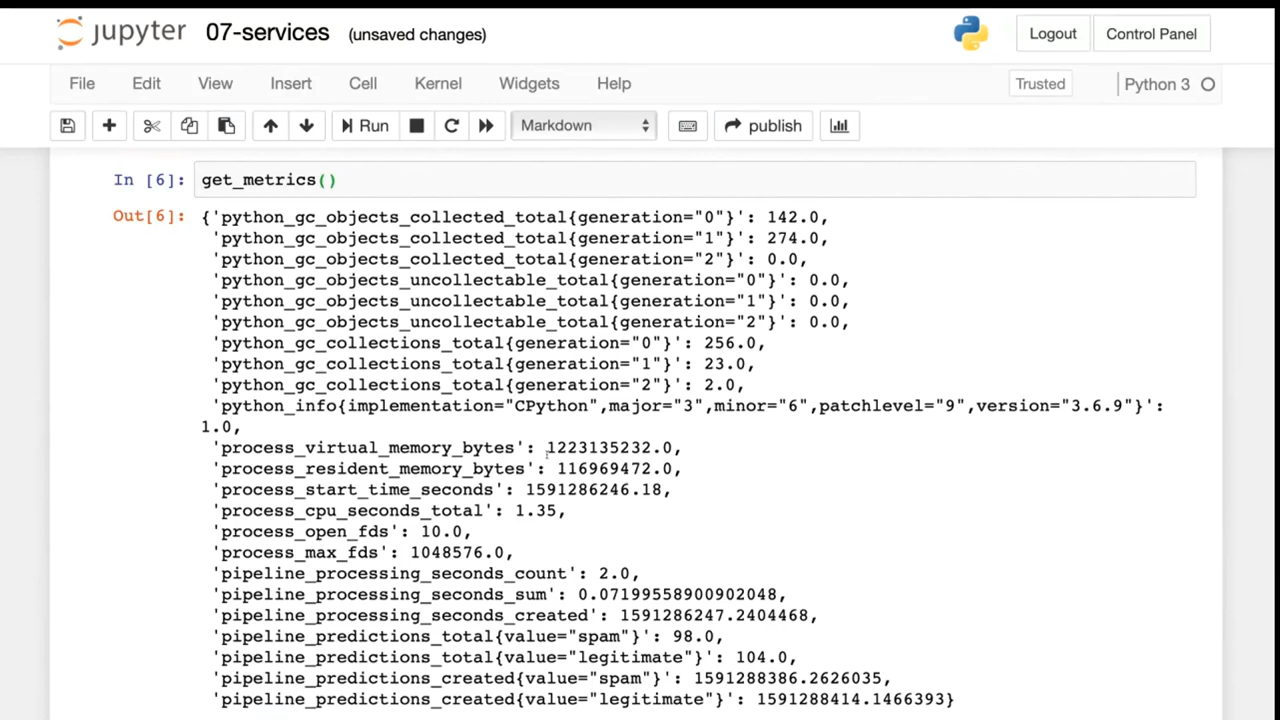 jupyter 07-services (unsaved changes) Logout Control Panel
File Edit View Insert Cell Kernel Widgets Help Trusted Python 3
Run Markdown publish
In [6]: get_metrics()
Out[6]: {'python_gc_objects_collected_total{generation="0"}': 142.0,
'python_gc_objects_collected_total{generation="1"}': 274.0,
'python_gc_objects_collected_total{generation="2"}': 0.0,
'python_gc_objects_uncollectable_total{generation="0"}': 0.0,
'python_gc_objects_uncollectable_total{generation="1"}': 0.0,
'python_gc_objects_uncollectable_total{generation="2"}': 0.0,
'python_gc_collections_total{generation="0"}': 256.0,
'python_gc_collections_total{generation="1"}': 23.0,
'python_gc_collections_total{generation="2"}': 2.0,
'python_info{implementation="CPython",major="3",minor="6",patchlevel="9",version="3.6.9"}':
1.0,
'process_virtual_memory_bytes': 1223135232.0,
'process_resident_memory_bytes': 116969472.0,
'process_start_time_seconds': 1591286246.18,
'process_cpu_seconds_total': 1.35,
'process_open_fds': 10.0,
'process_max_fds': 1048576.0,
'pipeline_processing_seconds_count': 2.0,
'pipeline_processing_seconds_sum': 0.07199558900902048,
'pipeline_processing_seconds_created': 1591286247.2404468,
'pipeline_predictions_total{value="spam"}': 98.0,
'pipeline_predictions_total{value="legitimate"}': 104.0,
'pipeline_predictions_created{value="spam"}': 1591288386.2626035,
'pipeline_predictions_created{value="legitimate"}': 1591288414.1466393}